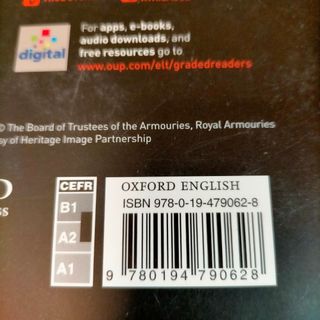 For apps, e-books,
audio downloads, and
free resources go to
www.oup.com/elt/gradedreaders
digital
© The Board of Trustees of the Armouries, Royal Armouries
of Heritage Image Partnership
CEFR
B1
A2
A1
OXFORD ENGLISH
ISBN 978-0-19-479062-8
9 780194 790628